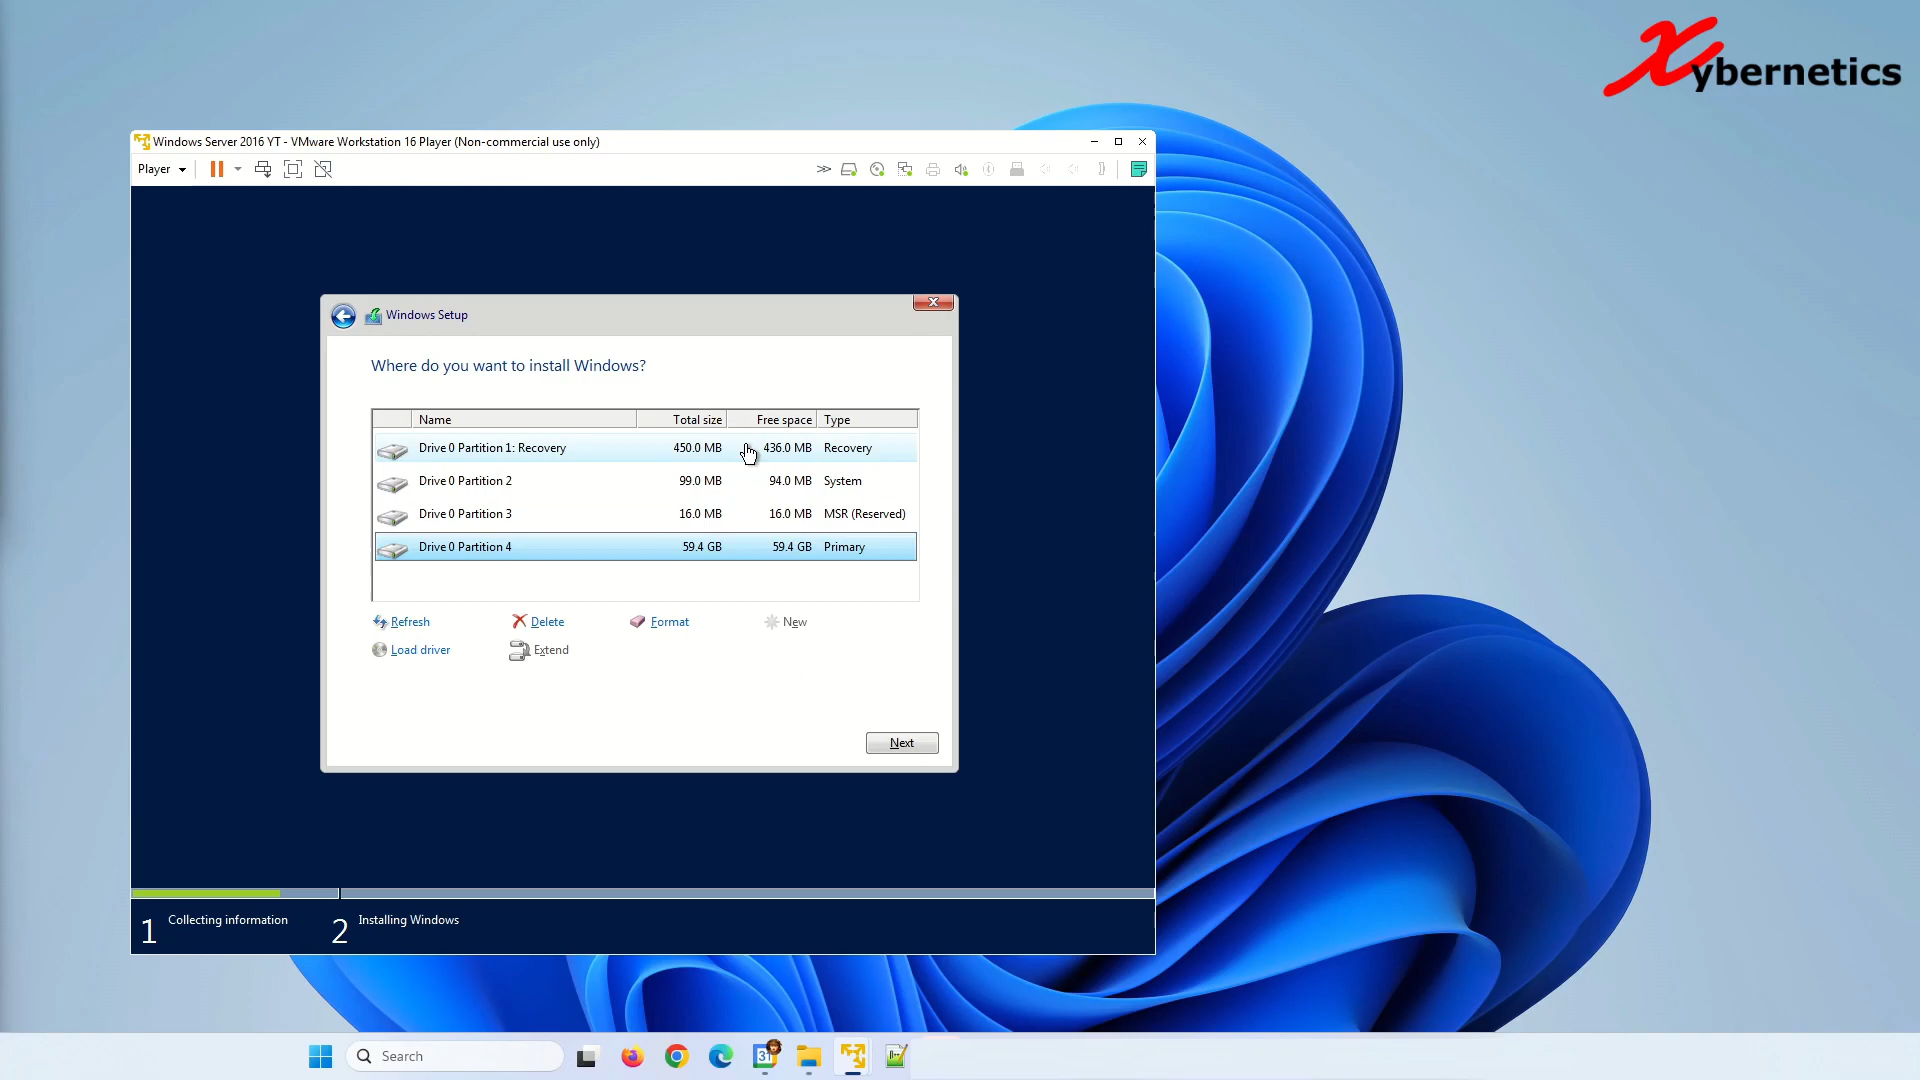 Xybernetics
Windows Server 2016 YT - VMware Workstation 16 Player (Non-commercial use only)
Player
Windows Setup
Where do you want to install Windows?
Name Total size Free space Type
Drive 0 Partition 1: Recovery 450.0 MB 436.0 MB Recovery
Drive 0 Partition 2 99.0 MB 94.0 MB System
Drive 0 Partition 3 16.0 MB 16.0 MB MSR (Reserved)
Drive 0 Partition 4 59.4 GB 59.4 GB Primary
Refresh Delete Format New
Load driver Extend
Next
1 Collecting information 2 Installing Windows
Search 31